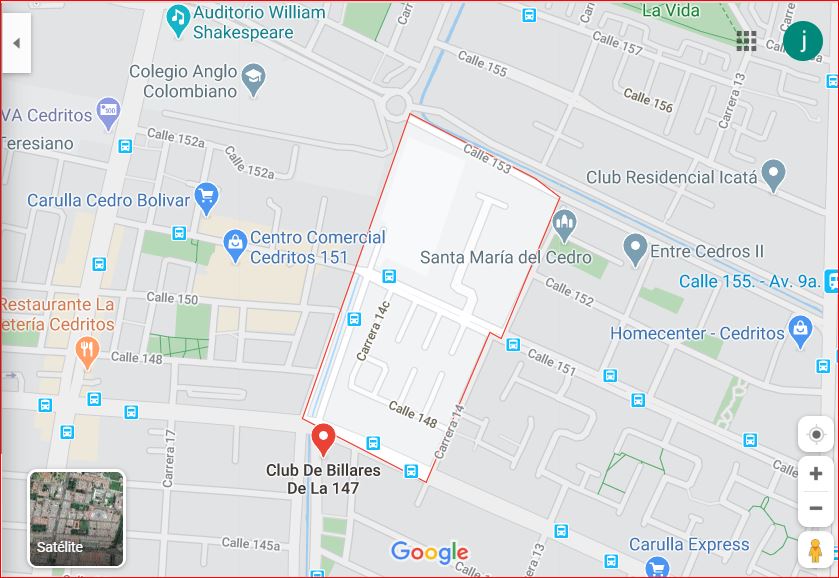 Auditorio William
Shakespeare
La Vida
j
Calle 157
Calle 155
Colegio Anglo
Colombiano
Calle 156
Carrera 13
VA Cedritos
Teresiano
Calle 152a
Calle 152a
Calle 153
Club Residencial Icatá
Carulla Cedro Bolivar
Centro Comercial
Cedritos 151
Santa María del Cedro
Entre Cedros II
Calle 155. - Av. 9a.
Calle 150
Calle 152
Restaurante La
etería Cedritos
Carrera 14c
Homecenter - Cedritos
Calle 148
Calle 151
Calle 148
Carrera 14
Carrera 17
Club De Billares
De La 147
Satélite
Calle 145a
Google
Carrera 13
Carulla Express